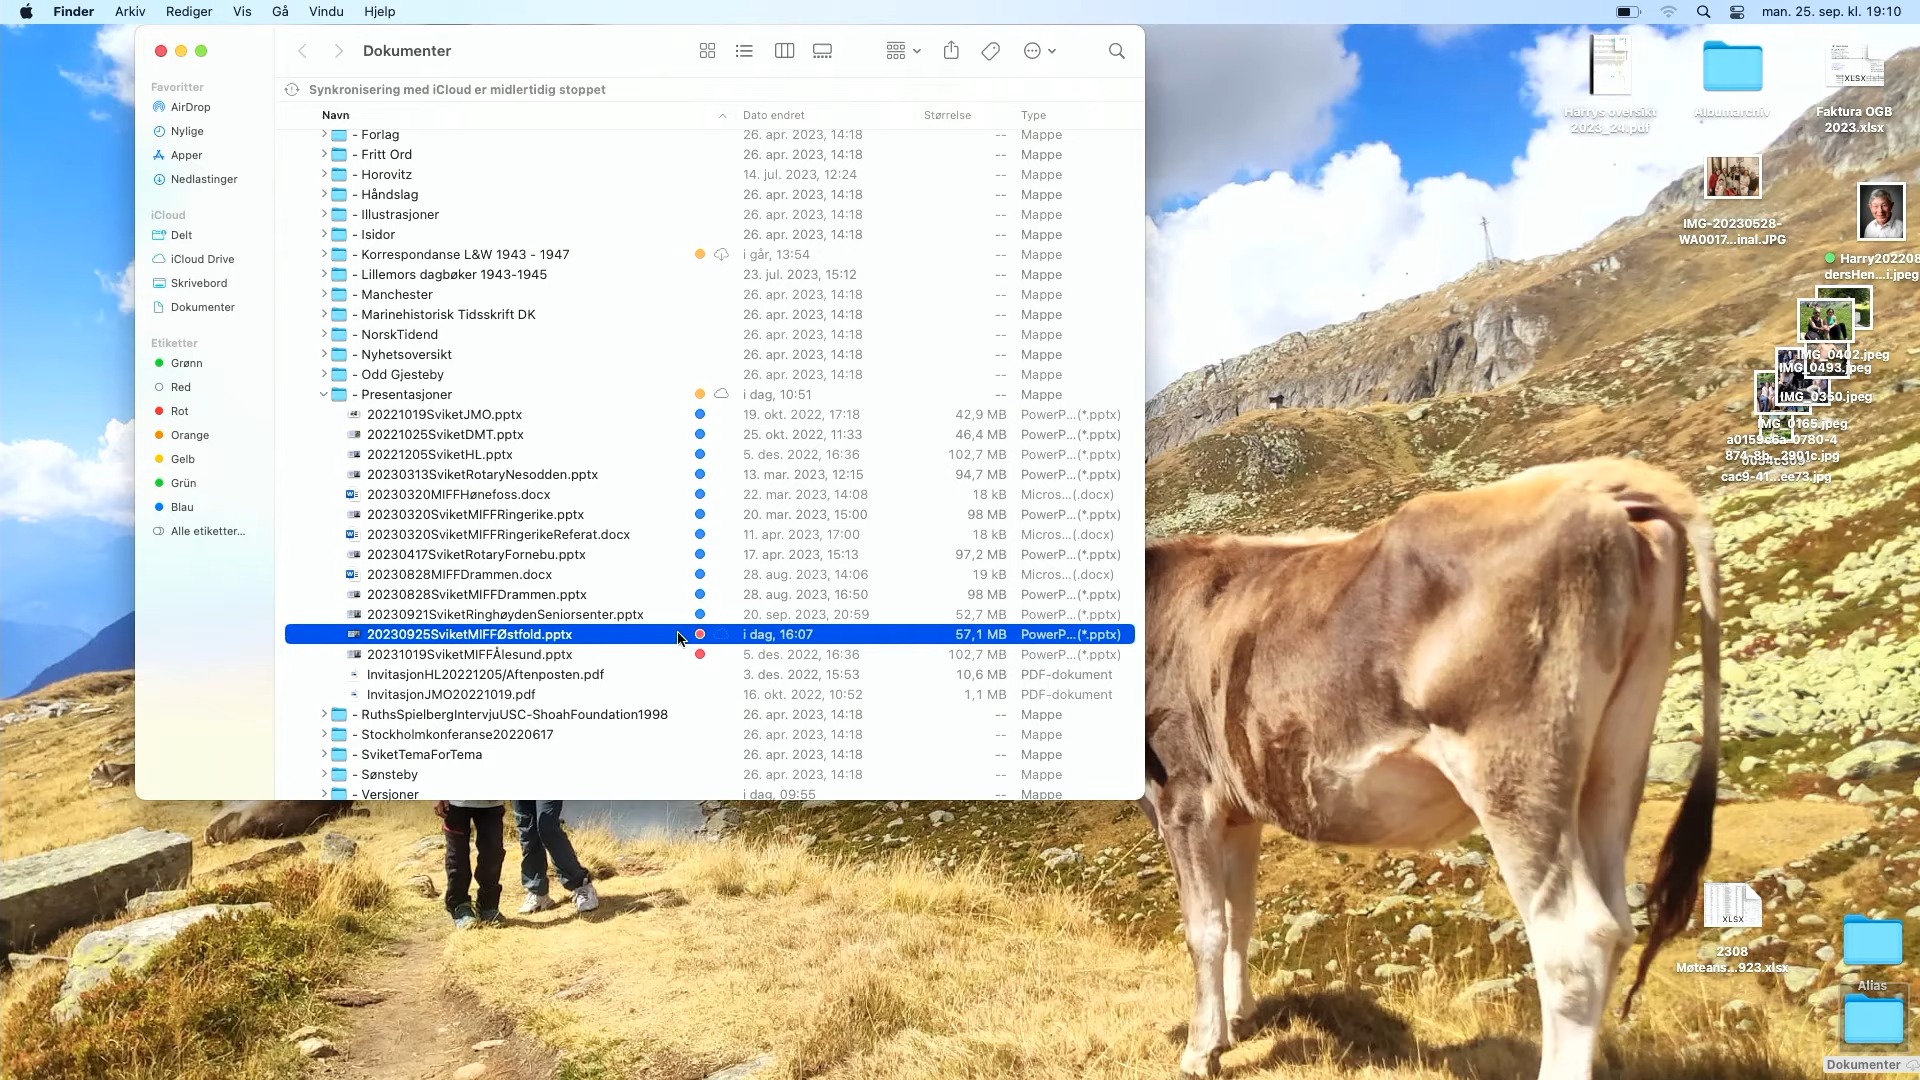 Finder Arkiv Rediger Vis Gå Vindu Hjelp man. 25. sep. kl. 19:10
Dokumenter
Synkronisering med iCloud er midlertidig stoppet
Navn Dato endret Størrelse Type
Favoritter
AirDrop
Nylige
Apper
Nedlastinger
iCloud
Delt
iCloud Drive
Skrivebord
Dokumenter
Etiketter
Grønn
Red
Rot
Orange
Gelb
Grün
Blau
Alle etiketter...
- Forlag 26. apr. 2023, 14:18 -- Mappe
- Fritt Ord 26. apr. 2023, 14:18 -- Mappe
- Horovitz 14. jul. 2023, 12:24 -- Mappe
- Håndslag 26. apr. 2023, 14:18 -- Mappe
- Illustrasjoner 26. apr. 2023, 14:18 -- Mappe
- Isidor 26. apr. 2023, 14:18 -- Mappe
- Korrespondanse L&W 1943 - 1947 i går, 13:54 -- Mappe
- Lillemors dagbøker 1943-1945 23. jul. 2023, 15:12 -- Mappe
- Manchester 26. apr. 2023, 14:18 -- Mappe
- Marinehistorisk Tidsskrift DK 26. apr. 2023, 14:18 -- Mappe
- NorskTidend 26. apr. 2023, 14:18 -- Mappe
- Nyhetsoversikt 26. apr. 2023, 14:18 -- Mappe
- Odd Gjesteby 26. apr. 2023, 14:18 -- Mappe
- Presentasjoner i dag, 10:51 -- Mappe
20221019SviketJMO.pptx 19. okt. 2022, 17:18 42,9 MB PowerP...(*.pptx)
20221025SviketDMT.pptx 25. okt. 2022, 11:33 46,4 MB PowerP...(*.pptx)
20221205SviketHL.pptx 5. des. 2022, 16:36 102,7 MB PowerP...(*.pptx)
20230313SviketRotaryNesodden.pptx 13. mar. 2023, 12:15 94,7 MB PowerP...(*.pptx)
20230320MIFFHønefoss.docx 22. mar. 2023, 14:08 18 kB Micros...(.docx)
20230320SviketMIFFRingerike.pptx 20. mar. 2023, 15:00 98 MB PowerP...(*.pptx)
20230320SviketMIFFRingerikeReferat.docx 11. apr. 2023, 17:00 18 kB Micros...(.docx)
20230417SviketRotaryFornebu.pptx 17. apr. 2023, 15:13 97,2 MB PowerP...(*.pptx)
20230828MIFFDrammen.docx 28. aug. 2023, 14:06 19 kB Micros...(.docx)
20230828SviketMIFFDrammen.pptx 28. aug. 2023, 16:50 98 MB PowerP...(*.pptx)
20230921SviketRinghøydenSeniorsenter.pptx 20. sep. 2023, 20:59 52,7 MB PowerP...(*.pptx)
20230925SviketMIFFØstfold.pptx i dag, 16:07 57,1 MB PowerP...(*.pptx)
20231019SviketMIFFÅlesund.pptx 5. des. 2022, 16:36 102,7 MB PowerP...(*.pptx)
InvitasjonHL20221205/Aftenposten.pdf 3. des. 2022, 15:53 10,6 MB PDF-dokument
InvitasjonJMO20221019.pdf 16. okt. 2022, 10:52 1,1 MB PDF-dokument
- RuthsSpielbergIntervjuUSC-ShoahFoundation1998 26. apr. 2023, 14:18 -- Mappe
- Stockholmkonferanse20220617 26. apr. 2023, 14:18 -- Mappe
- SviketTemaForTema 26. apr. 2023, 14:18 -- Mappe
- Sønsteby 26. apr. 2023, 14:18 -- Mappe
- Versjoner i dag, 09:55 -- Mappe
Harrys oversikt
2023_24.pdf
Albumarchiv
XLSX
Faktura OGB
2023.xlsx
IMG-20230528-
WA0017...inal.JPG
Harry202208
dersHen...i.jpeg
IMG_0402.jpeg
IMG_0493.jpeg
IMG_0350.jpeg
IMG_0165.jpeg
a0159c6a-0780-4
cac9-41...ee73.jpg
XLSX
2308
Møteans...923.xlsx
Alias
Dokumenter